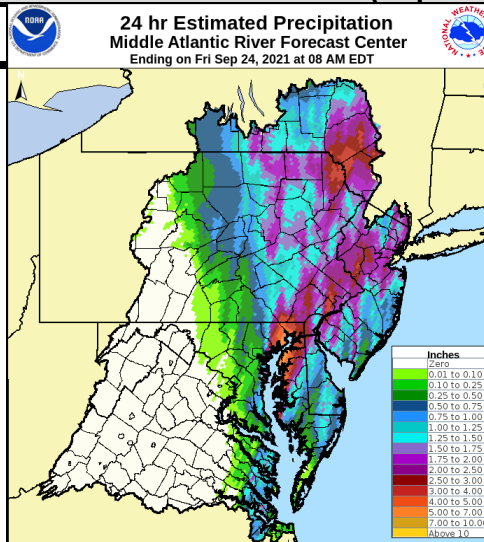 NOAA
24 hr Estimated Precipitation
Middle Atlantic River Forecast Center
Ending on Fri Sep 24, 2021 at 08 AM EDT
NATIONAL WEATHER
N
Inches
Zero
0.01 to 0.10
0.10 to 0.25
0.25 to 0.50
0.50 to 0.75
0.75 to 1.00
1.00 to 1.25
1.25 to 1.50
1.50 to 1.75
1.75 to 2.00
2.00 to 2.50
2.50 to 3.00
3.00 to 4.00
4.00 to 5.00
5.00 to 7.00
7.00 to 10.00
Above 10